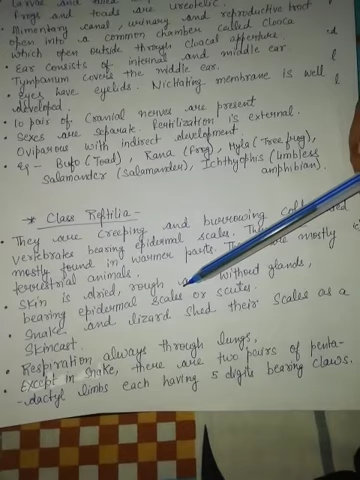 Larvae and
frogs and toads are ureotelic.
• Alimentary canal, urinary and reproductive tract
open into a common chamber called Cloaca
which open outside through Cloacal apperture.
• Ear consists of internal and middle ear.
Tympanum covers the middle ear.
• Eyes have eyelids. Nictitating membrane is well
developed.
• 10 pair of Cranial nerves are present
• Sexes are separate. Fertilization is external.
Oviparous with indirect development.
• Eg - Bufo (Toad), Rana (Frog), Hyla (Tree frog),
Salamander (Salamander), Ichthyophis (limbless
amphibian).
* Class Reptilia -
• They are creeping and burrowing
vertebrates bearing epidermal scales.
mostly found in warmer parts. mostly
terrestrial animals.
• Skin is dried, rough without glands,
bearing epidermal scales or scutes.
• Snake and lizard shed their scales as a
Skincast.
• Respiration always through lungs,
• Except in Snake, there are two pairs of penta-
-dactyl limbs each having 5 digits bearing claws.